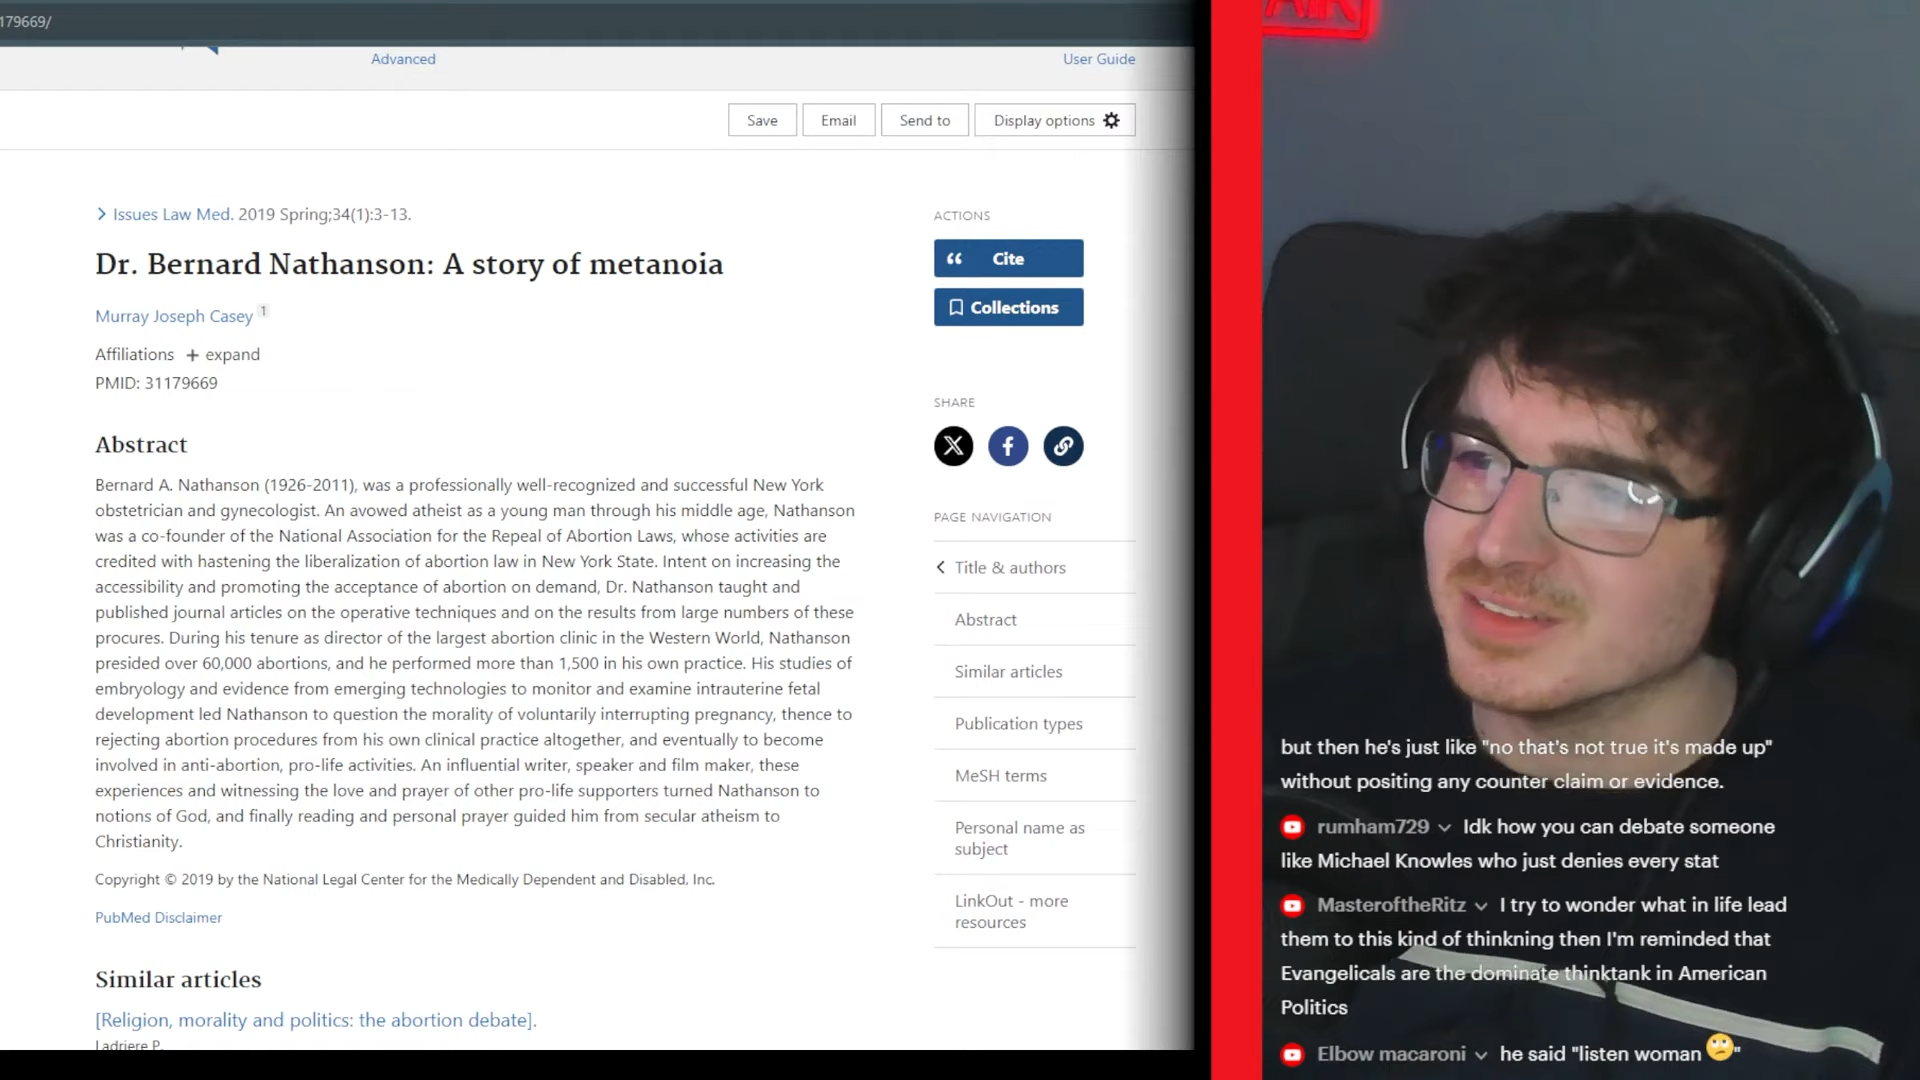 179669/
Advanced
User Guide
Save
Email
Send to
Display options
Issues Law Med. 2019 Spring;34(1):3-13.
Dr. Bernard Nathanson: A story of metanoia
Murray Joseph Casey 1
Affiliations + expand
PMID: 31179669
Abstract
Bernard A. Nathanson (1926-2011), was a professionally well-recognized and successful New York
obstetrician and gynecologist. An avowed atheist as a young man through his middle age, Nathanson
was a co-founder of the National Association for the Repeal of Abortion Laws, whose activities are
credited with hastening the liberalization of abortion law in New York State. Intent on increasing the
accessibility and promoting the acceptance of abortion on demand, Dr. Nathanson taught and
published journal articles on the operative techniques and on the results from large numbers of these
procures. During his tenure as director of the largest abortion clinic in the Western World, Nathanson
presided over 60,000 abortions, and he performed more than 1,500 in his own practice. His studies of
embryology and evidence from emerging technologies to monitor and examine intrauterine fetal
development led Nathanson to question the morality of voluntarily interrupting pregnancy, thence to
rejecting abortion procedures from his own clinical practice altogether, and eventually to become
involved in anti-abortion, pro-life activities. An influential writer, speaker and film maker, these
experiences and witnessing the love and prayer of other pro-life supporters turned Nathanson to
notions of God, and finally reading and personal prayer guided him from secular atheism to
Christianity.
Copyright © 2019 by the National Legal Center for the Medically Dependent and Disabled, Inc.
PubMed Disclaimer
Similar articles
[Religion, morality and politics: the abortion debate].
Ladriere P.
ACTIONS
Cite
Collections
SHARE
PAGE NAVIGATION
Title & authors
Abstract
Similar articles
Publication types
MeSH terms
Personal name as
subject
LinkOut - more
resources
AIR
but then he's just like "no that's not true it's made up"
without positing any counter claim or evidence.
rumham729 Idk how you can debate someone
like Michael Knowles who just denies every stat
MasteroftheRitz I try to wonder what in life lead
them to this kind of thinkning then I'm reminded that
Evangelicals are the dominate thinktank in American
Politics
Elbow macaroni he said "listen woman 🙄"